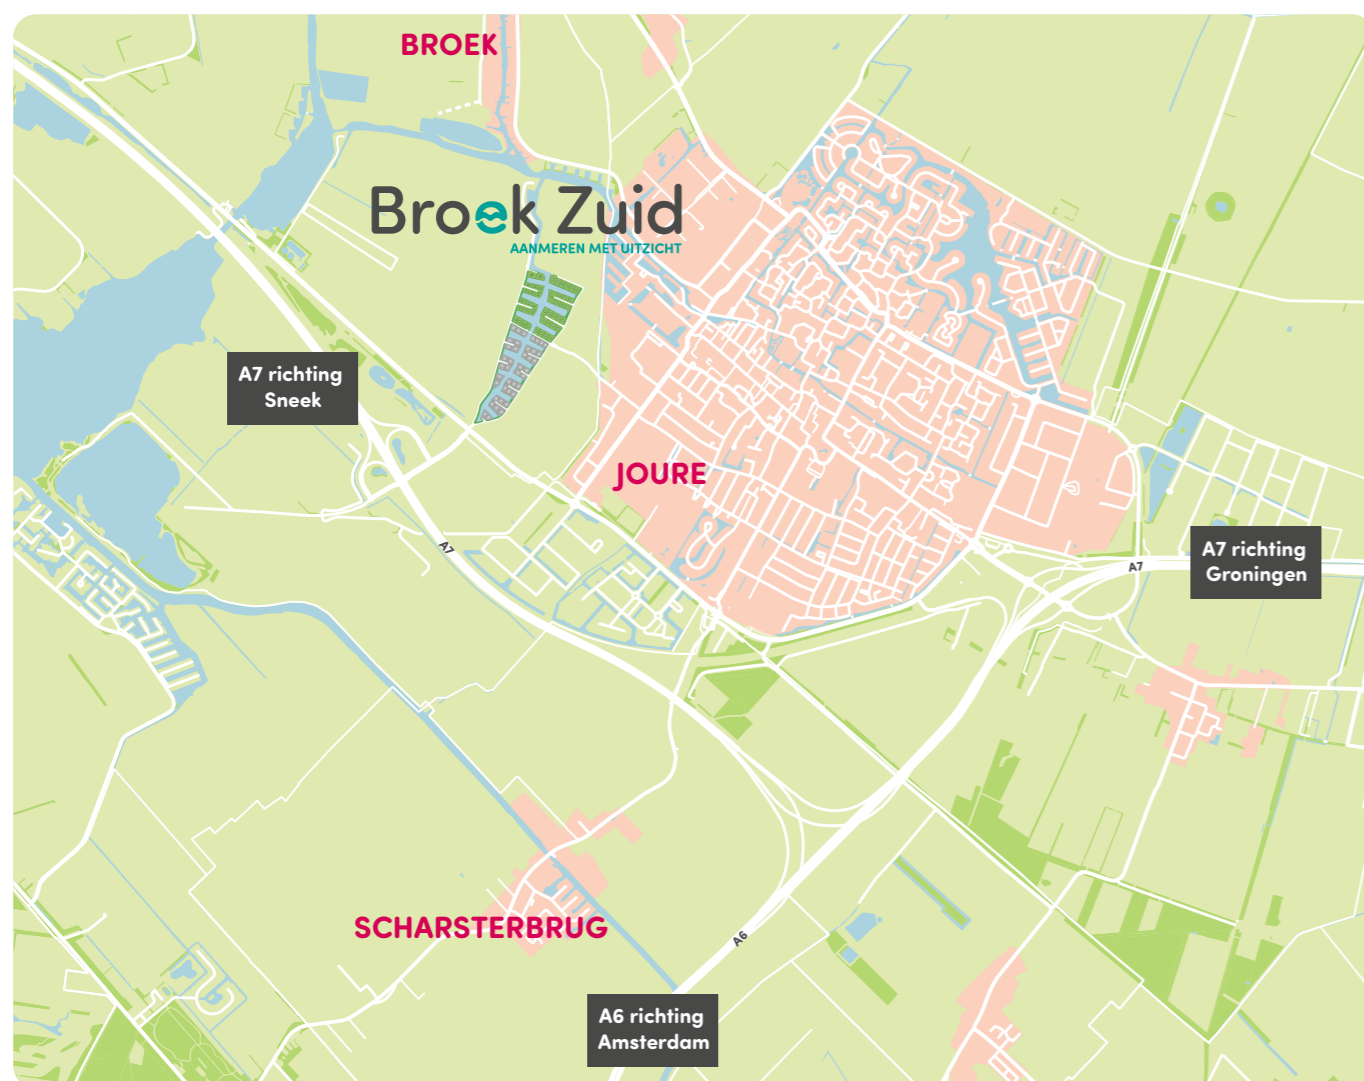 BROEK
Broek Zuid
AANMEREN MET UITZICHT
A7 richting
Sneek
JOURE
A7
A7
A7 richting
Groningen
SCHARSTERBRUG
A6
A6 richting
Amsterdam